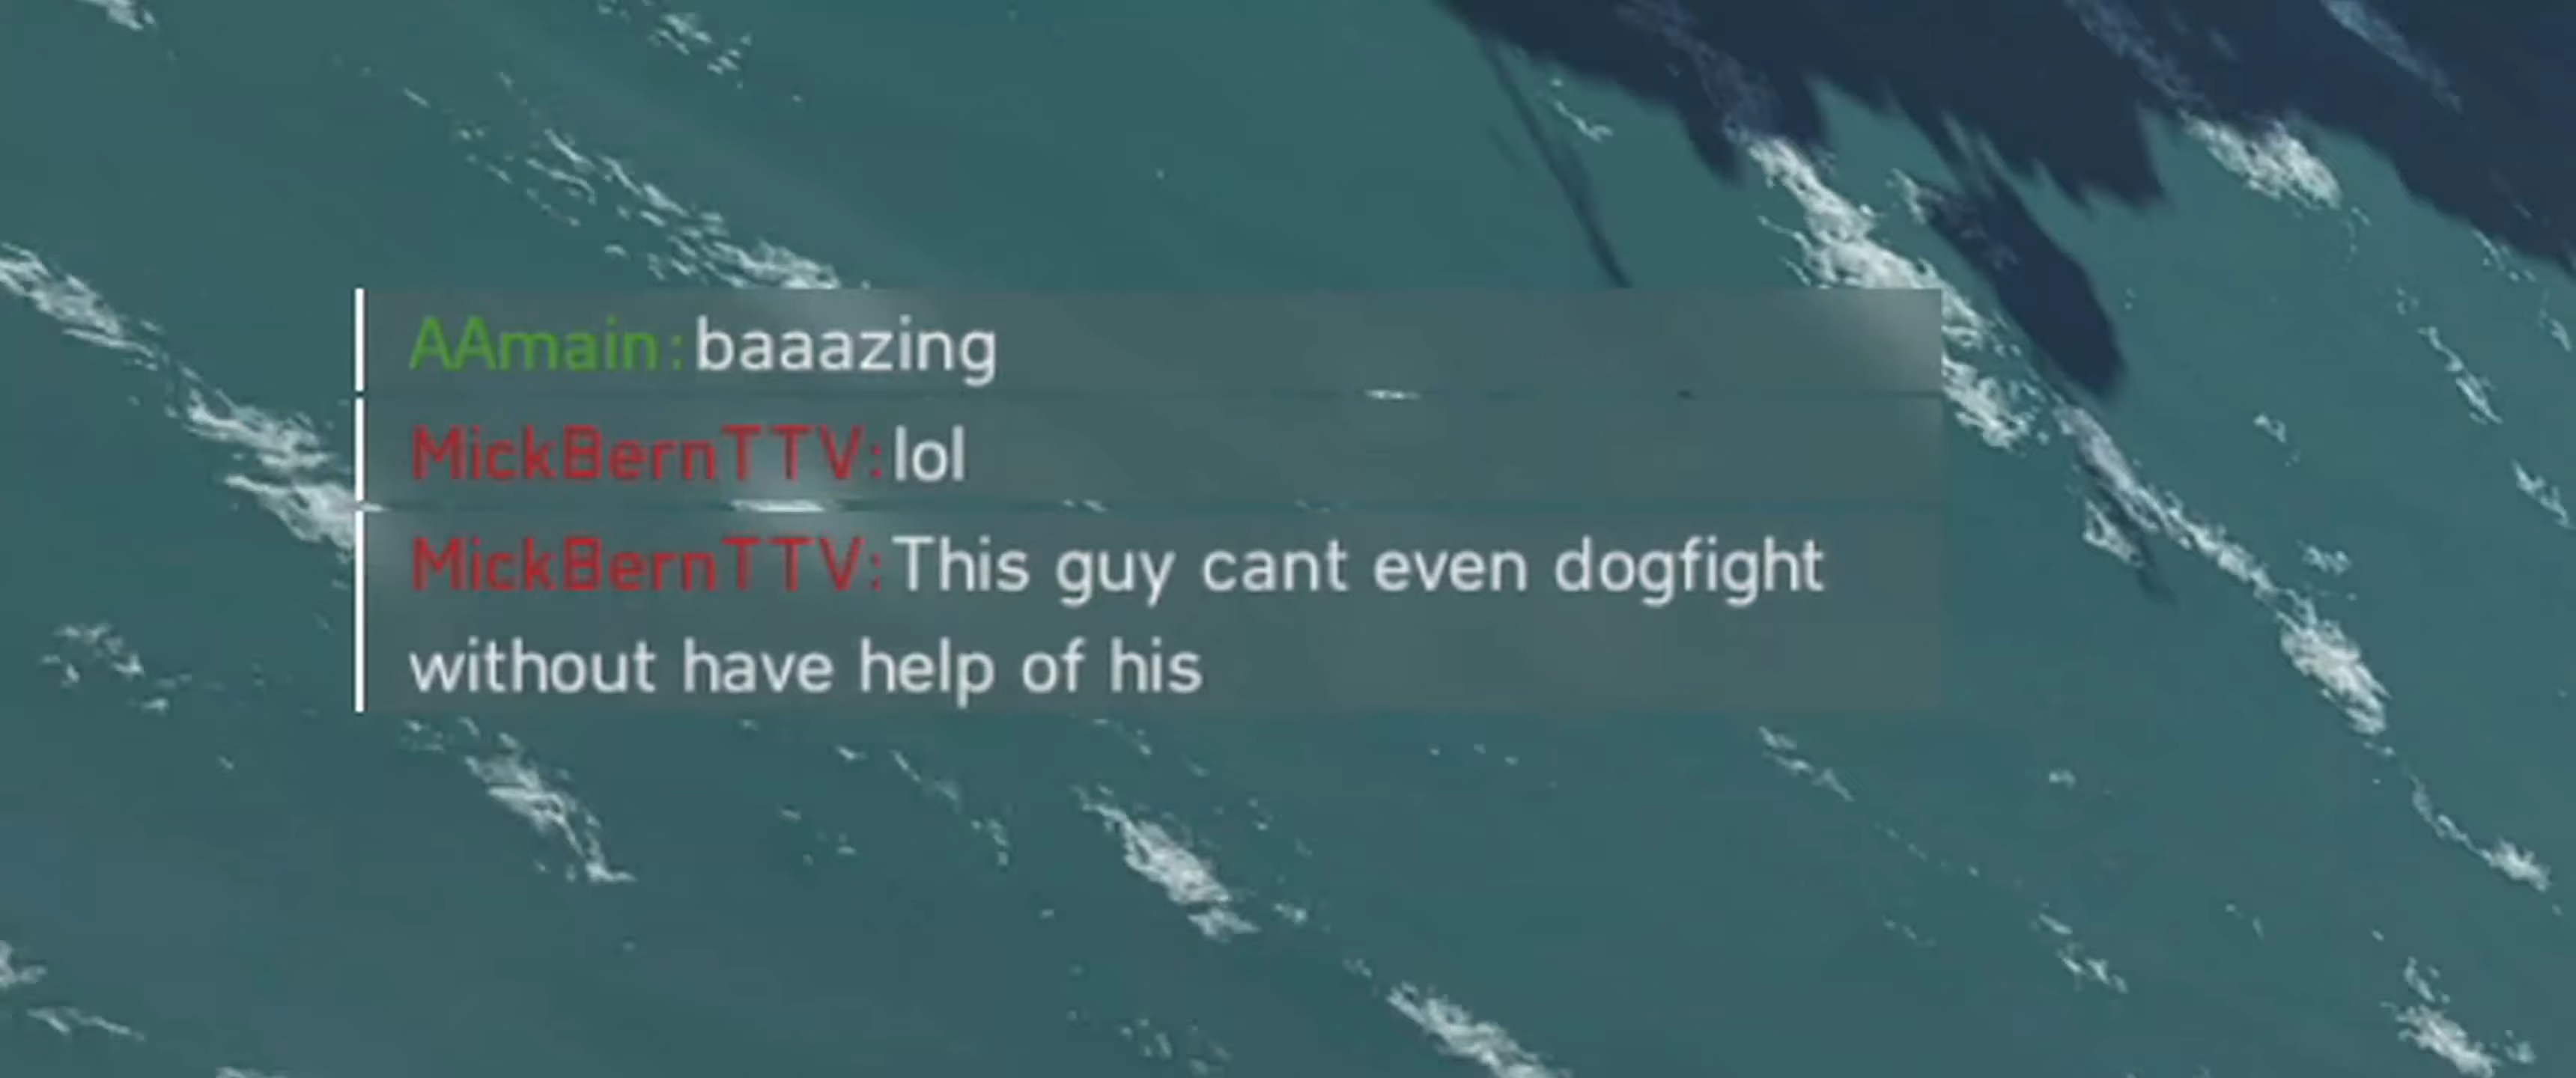 AAmain: baaazing
MickBernTTV: lol
MickBernTTV: This guy cant even dogfight
without have help of his